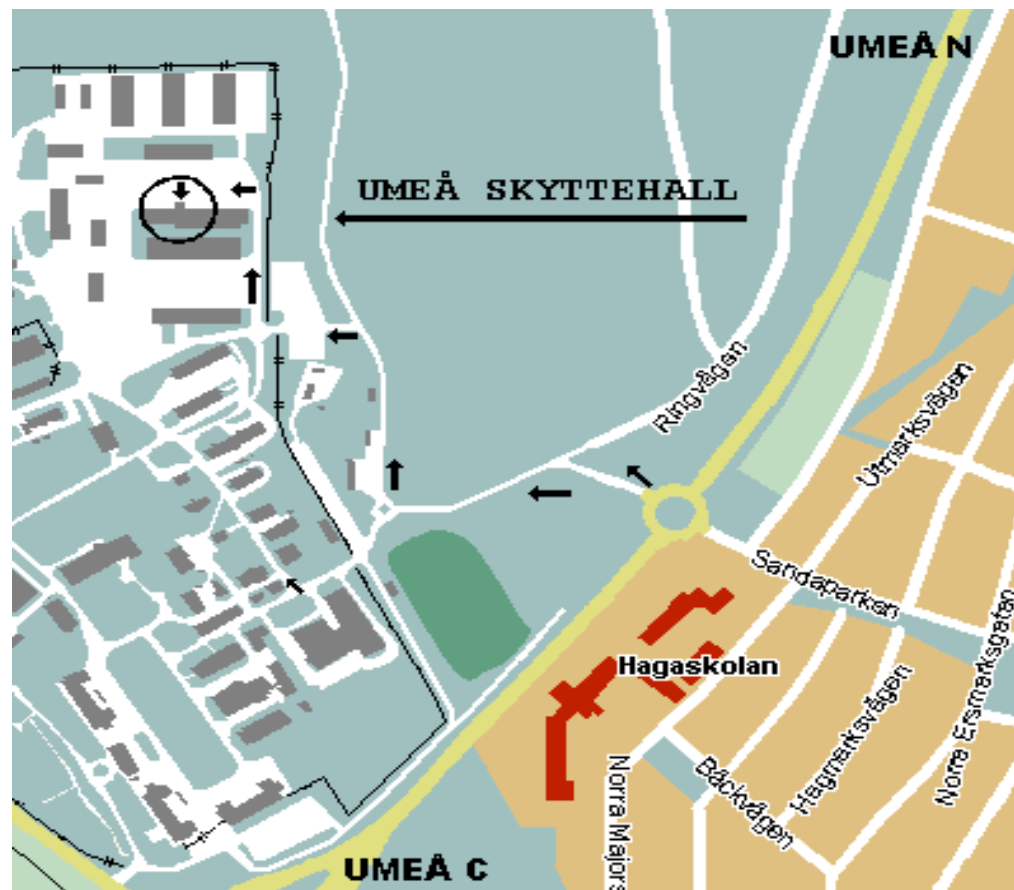 UMEÅ N
UMEÅ SKYTTEHALL
Ringvägen
Utmarksvägen
Sandaparken
Hagaskolan
Norra Ersmarksgatan
Hagmarksvägen
Bäckvägen
Norra Majors
UMEÅ C